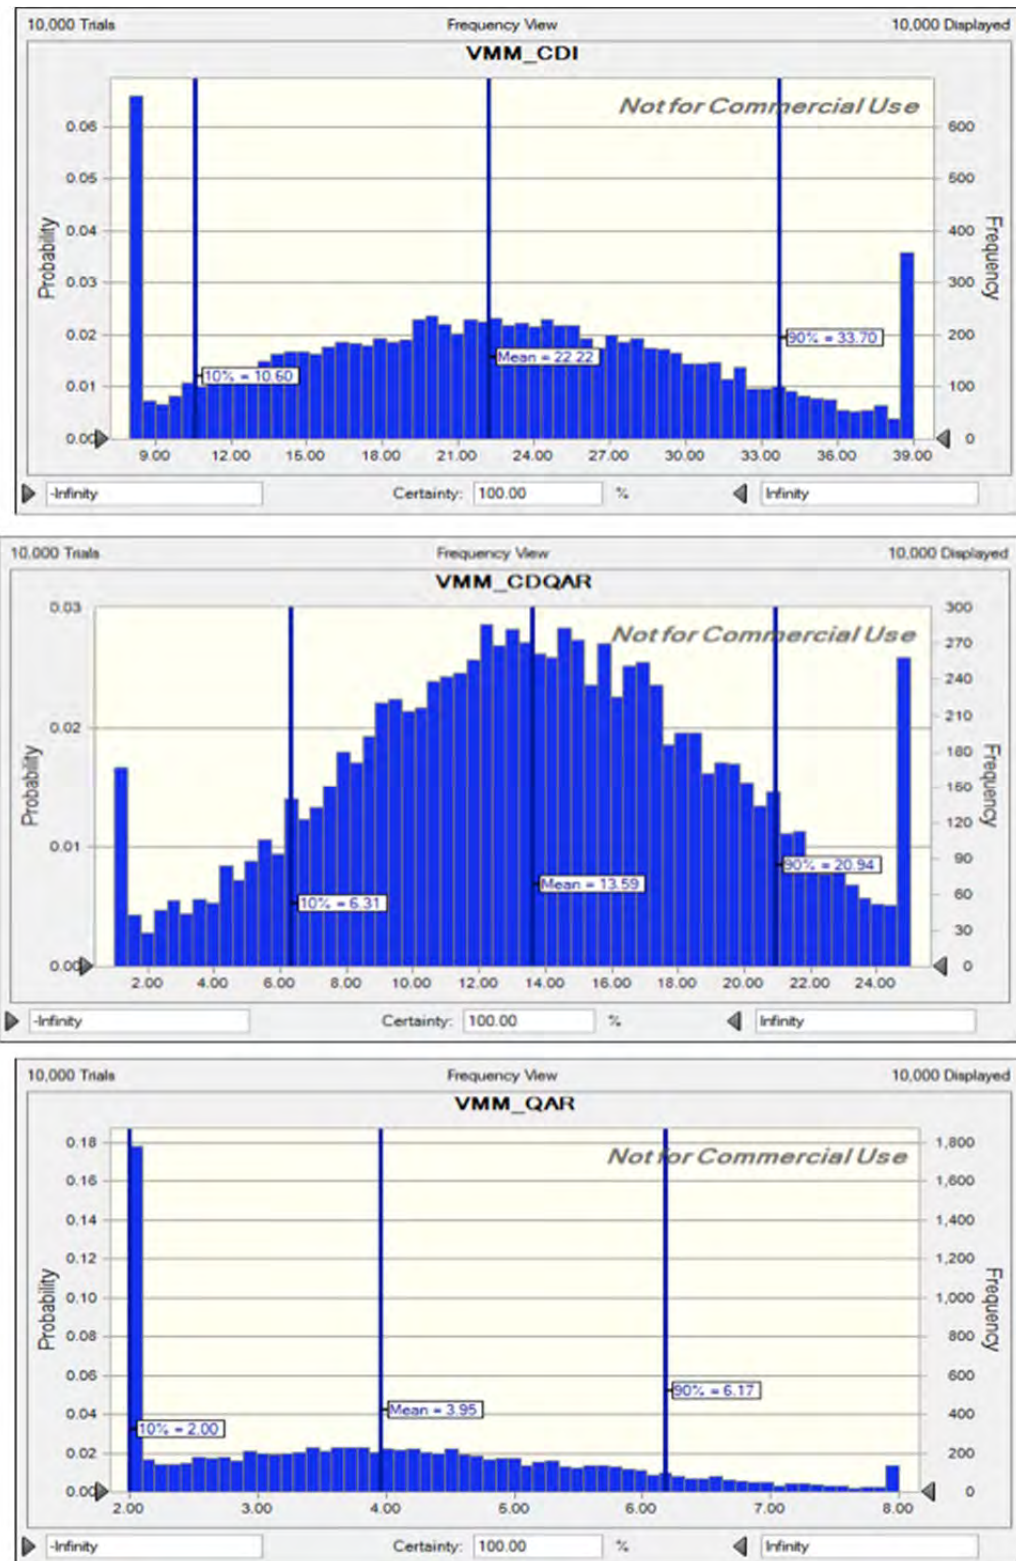 10,000 Trials Frequency View 10,000 Displayed
VMM_CDI
Not for Commercial Use
0.06 600
0.05 500
0.04 400
0.03 300
0.02 200
0.01 100
0.00 0
Probability
Frequency
90% = 33.70
Mean = 22.22
10% = 10.60
9.00 12.00 15.00 18.00 21.00 24.00 27.00 30.00 33.00 36.00 39.00
-Infinity Certainty: 100.00 % Infinity
10,000 Trials Frequency View 10,000 Displayed
VMM_CDQAR
Not for Commercial Use
0.03 300
270
240
210
0.02
180
150
0.01 120
90
60
30
0.00 0
Probability
Frequency
90% = 20.94
Mean = 13.59
10% = 6.31
2.00 4.00 6.00 8.00 10.00 12.00 14.00 16.00 18.00 20.00 22.00 24.00
-Infinity Certainty: 100.00 % Infinity
10,000 Trials Frequency View 10,000 Displayed
VMM_QAR
Not for Commercial Use
0.18 1,800
0.16 1,600
0.14 1,400
0.12 1,200
0.10 1,000
0.08 800
0.06 600
0.04 400
0.02 200
0.00 0
Probability
Frequency
90% = 6.17
Mean = 3.95
10% = 2.00
2.00 3.00 4.00 5.00 6.00 7.00 8.00
-Infinity Certainty: 100.00 % Infinity